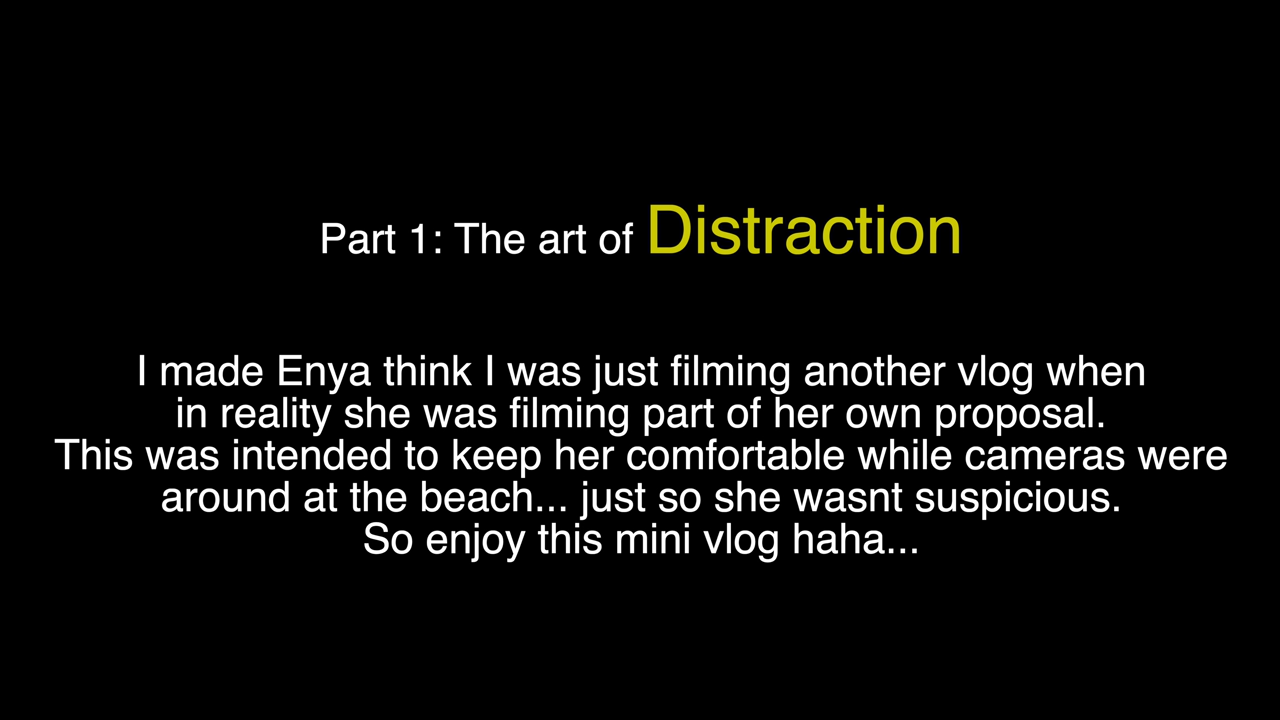 Part 1: The art of Distraction
I made Enya think I was just filming another vlog when
in reality she was filming part of her own proposal.
This was intended to keep her comfortable while cameras were
around at the beach... just so she wasnt suspicious.
So enjoy this mini vlog haha...